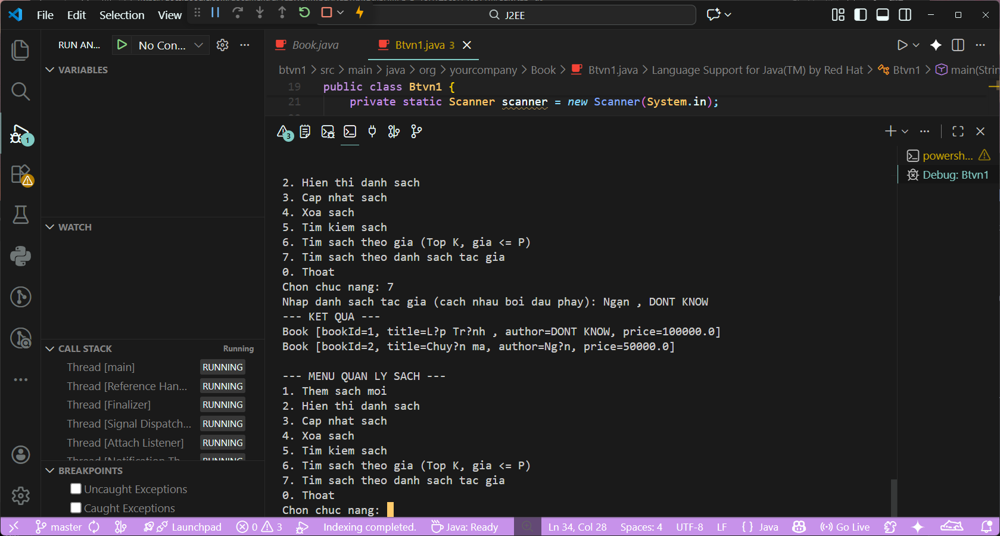 File Edit Selection View
J2EE
RUN AN...
No Con...
VARIABLES
WATCH
CALL STACK
Running
Thread [main] RUNNING
Thread [Reference Han... RUNNING
Thread [Finalizer] RUNNING
Thread [Signal Dispatch... RUNNING
Thread [Attach Listener] RUNNING
Thread [Notification Th... RUNNING
BREAKPOINTS
Uncaught Exceptions
Caught Exceptions
1
Book.java
Btvn1.java 3
btvn1 > src > main > java > org > yourcompany > Book > Btvn1.java > Language Support for Java(TM) by Red Hat > Btvn1 > main(Strin
19 public class Btvn1 {
21 private static Scanner scanner = new Scanner(System.in);
3
powersh...
Debug: Btvn1
2. Hien thi danh sach
3. Cap nhat sach
4. Xoa sach
5. Tim kiem sach
6. Tim sach theo gia (Top K, gia <= P)
7. Tim sach theo danh sach tac gia
0. Thoat
Chon chuc nang: 7
Nhap danh sach tac gia (cach nhau boi dau phay): Ngạn , DONT KNOW
--- KET QUA ---
Book [bookId=1, title=L?p Tr?nh , author=DONT KNOW, price=100000.0]
Book [bookId=2, title=Chuy?n ma, author=Ng?n, price=50000.0]
--- MENU QUAN LY SACH ---
1. Them sach moi
2. Hien thi danh sach
3. Cap nhat sach
4. Xoa sach
5. Tim kiem sach
6. Tim sach theo gia (Top K, gia <= P)
7. Tim sach theo danh sach tac gia
0. Thoat
Chon chuc nang:
master Launchpad 0 3 Indexing completed. Java: Ready Ln 34, Col 28 Spaces: 4 UTF-8 LF { } Java Go Live